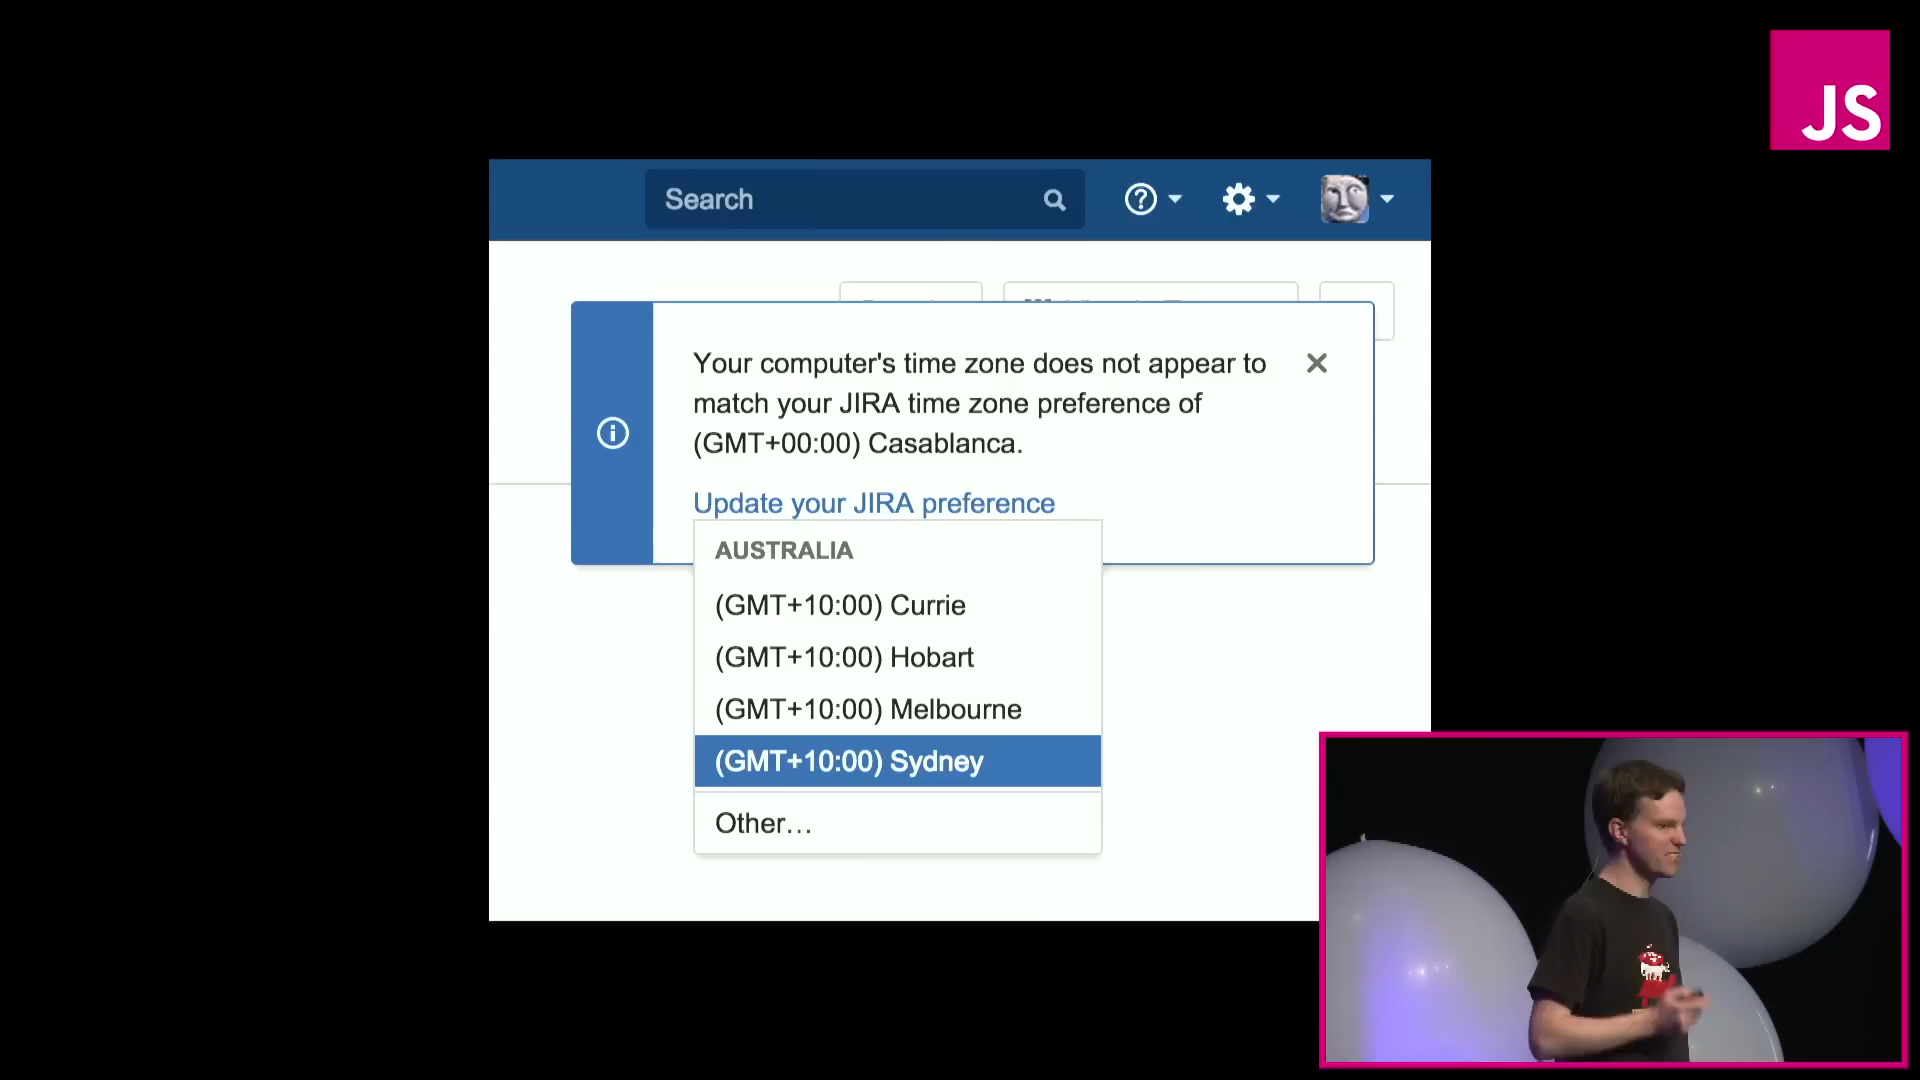 JS
Search
Your computer's time zone does not appear to
match your JIRA time zone preference of
(GMT+00:00) Casablanca.
Update your JIRA preference
AUSTRALIA
(GMT+10:00) Currie
(GMT+10:00) Hobart
(GMT+10:00) Melbourne
(GMT+10:00) Sydney
Other…